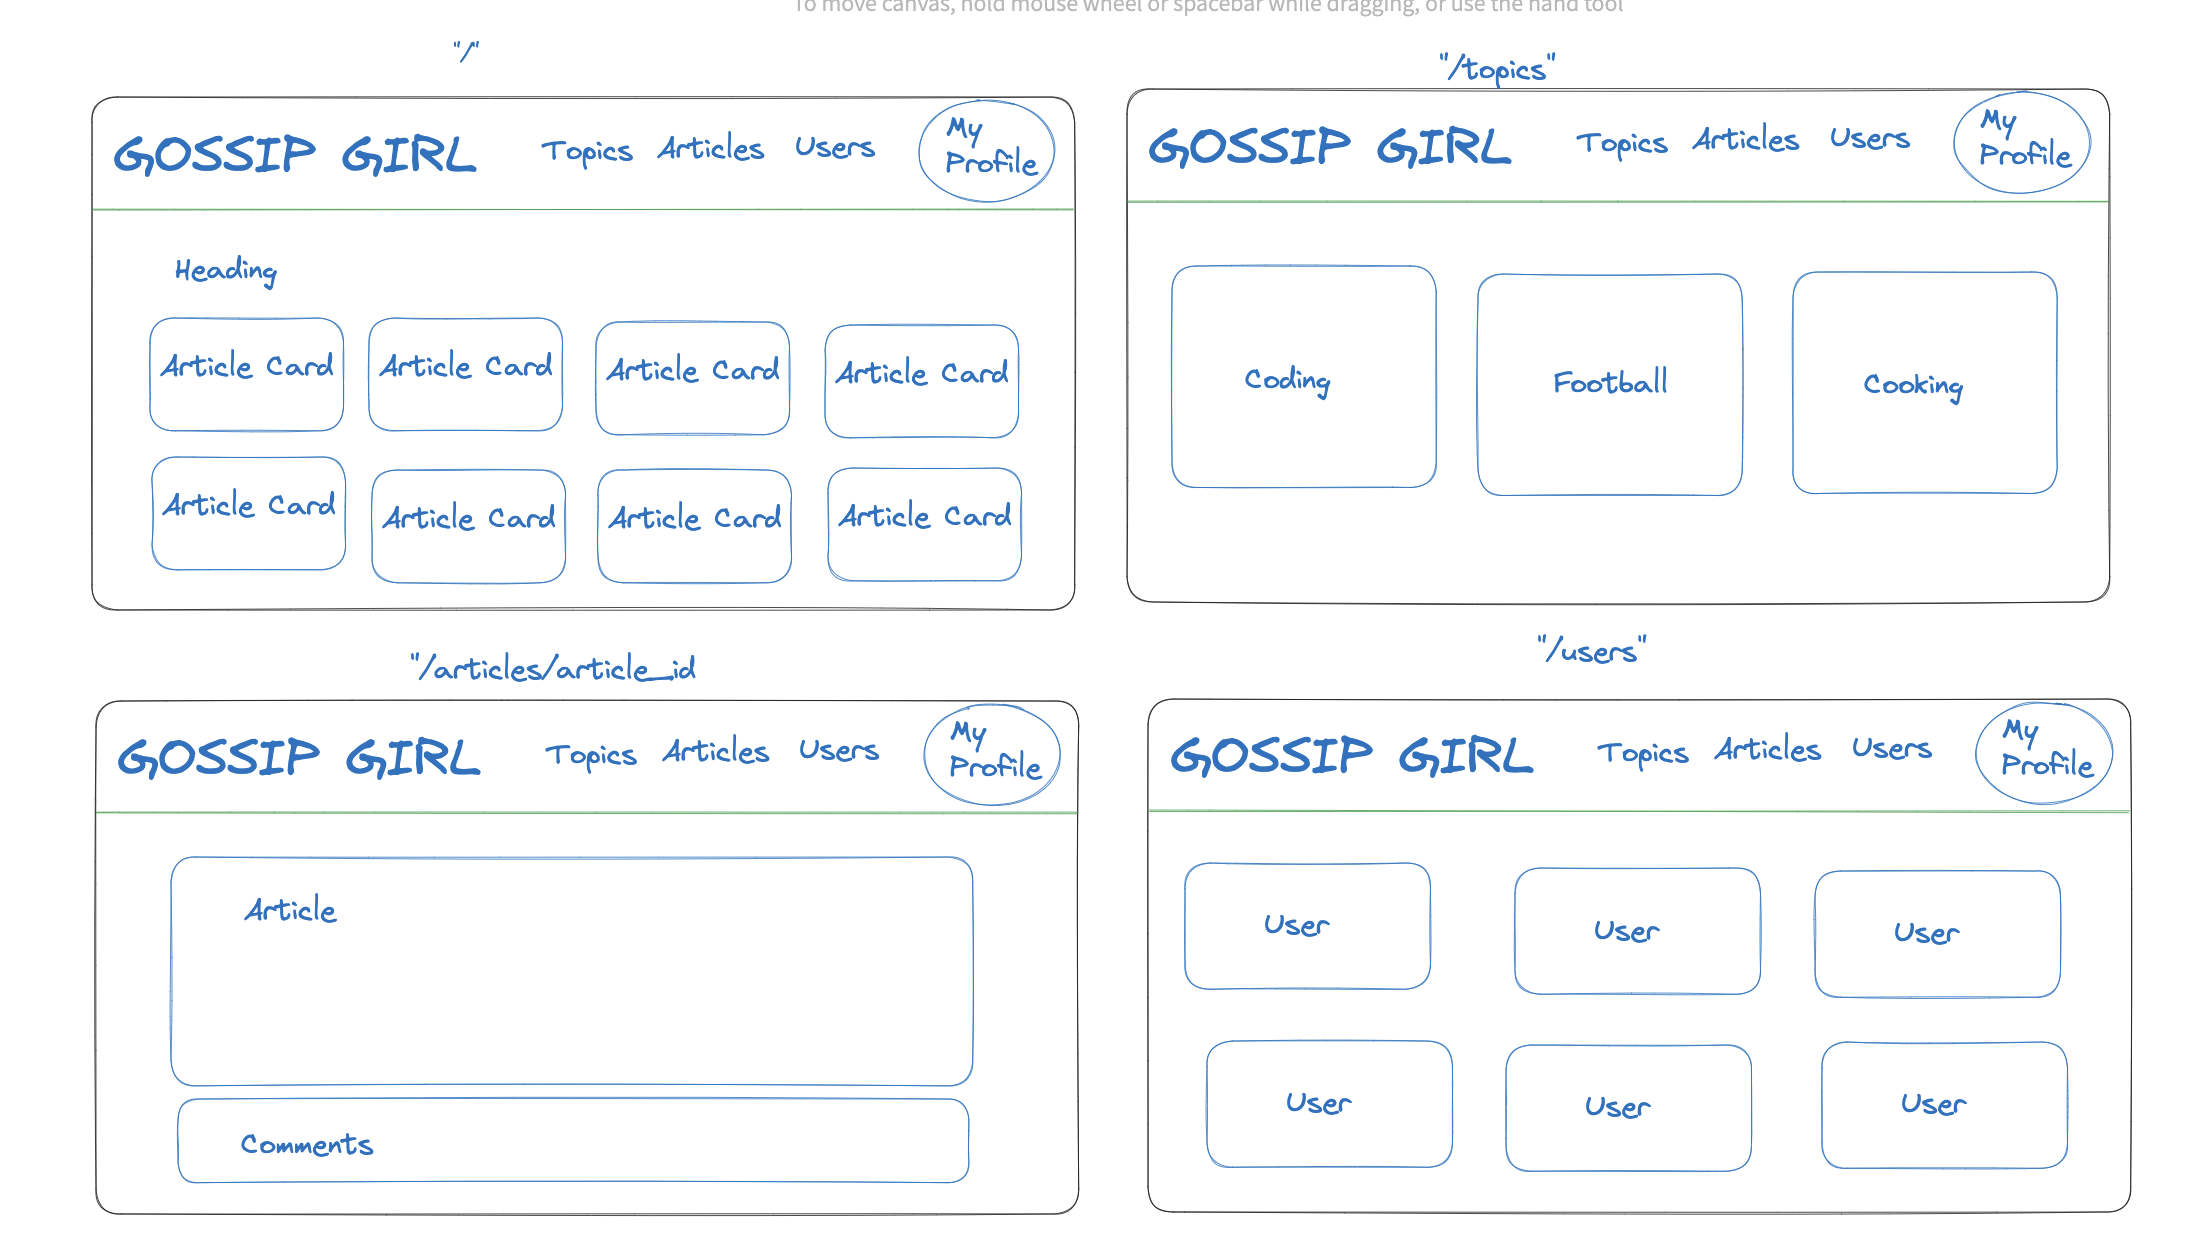 To move canvas, hold mouse wheel or spacebar while dragging, or use the hand tool
"/"
GOSSIP GIRL Topics Articles Users My
Profile
Heading
Article Card Article Card Article Card Article Card
Article Card Article Card Article Card Article Card
"/topics"
GOSSIP GIRL Topics Articles Users My
Profile
Coding Football Cooking
"/articles/article_id
GOSSIP GIRL Topics Articles Users My
Profile
Article
Comments
"/users"
GOSSIP GIRL Topics Articles Users My
Profile
User User User
User User User